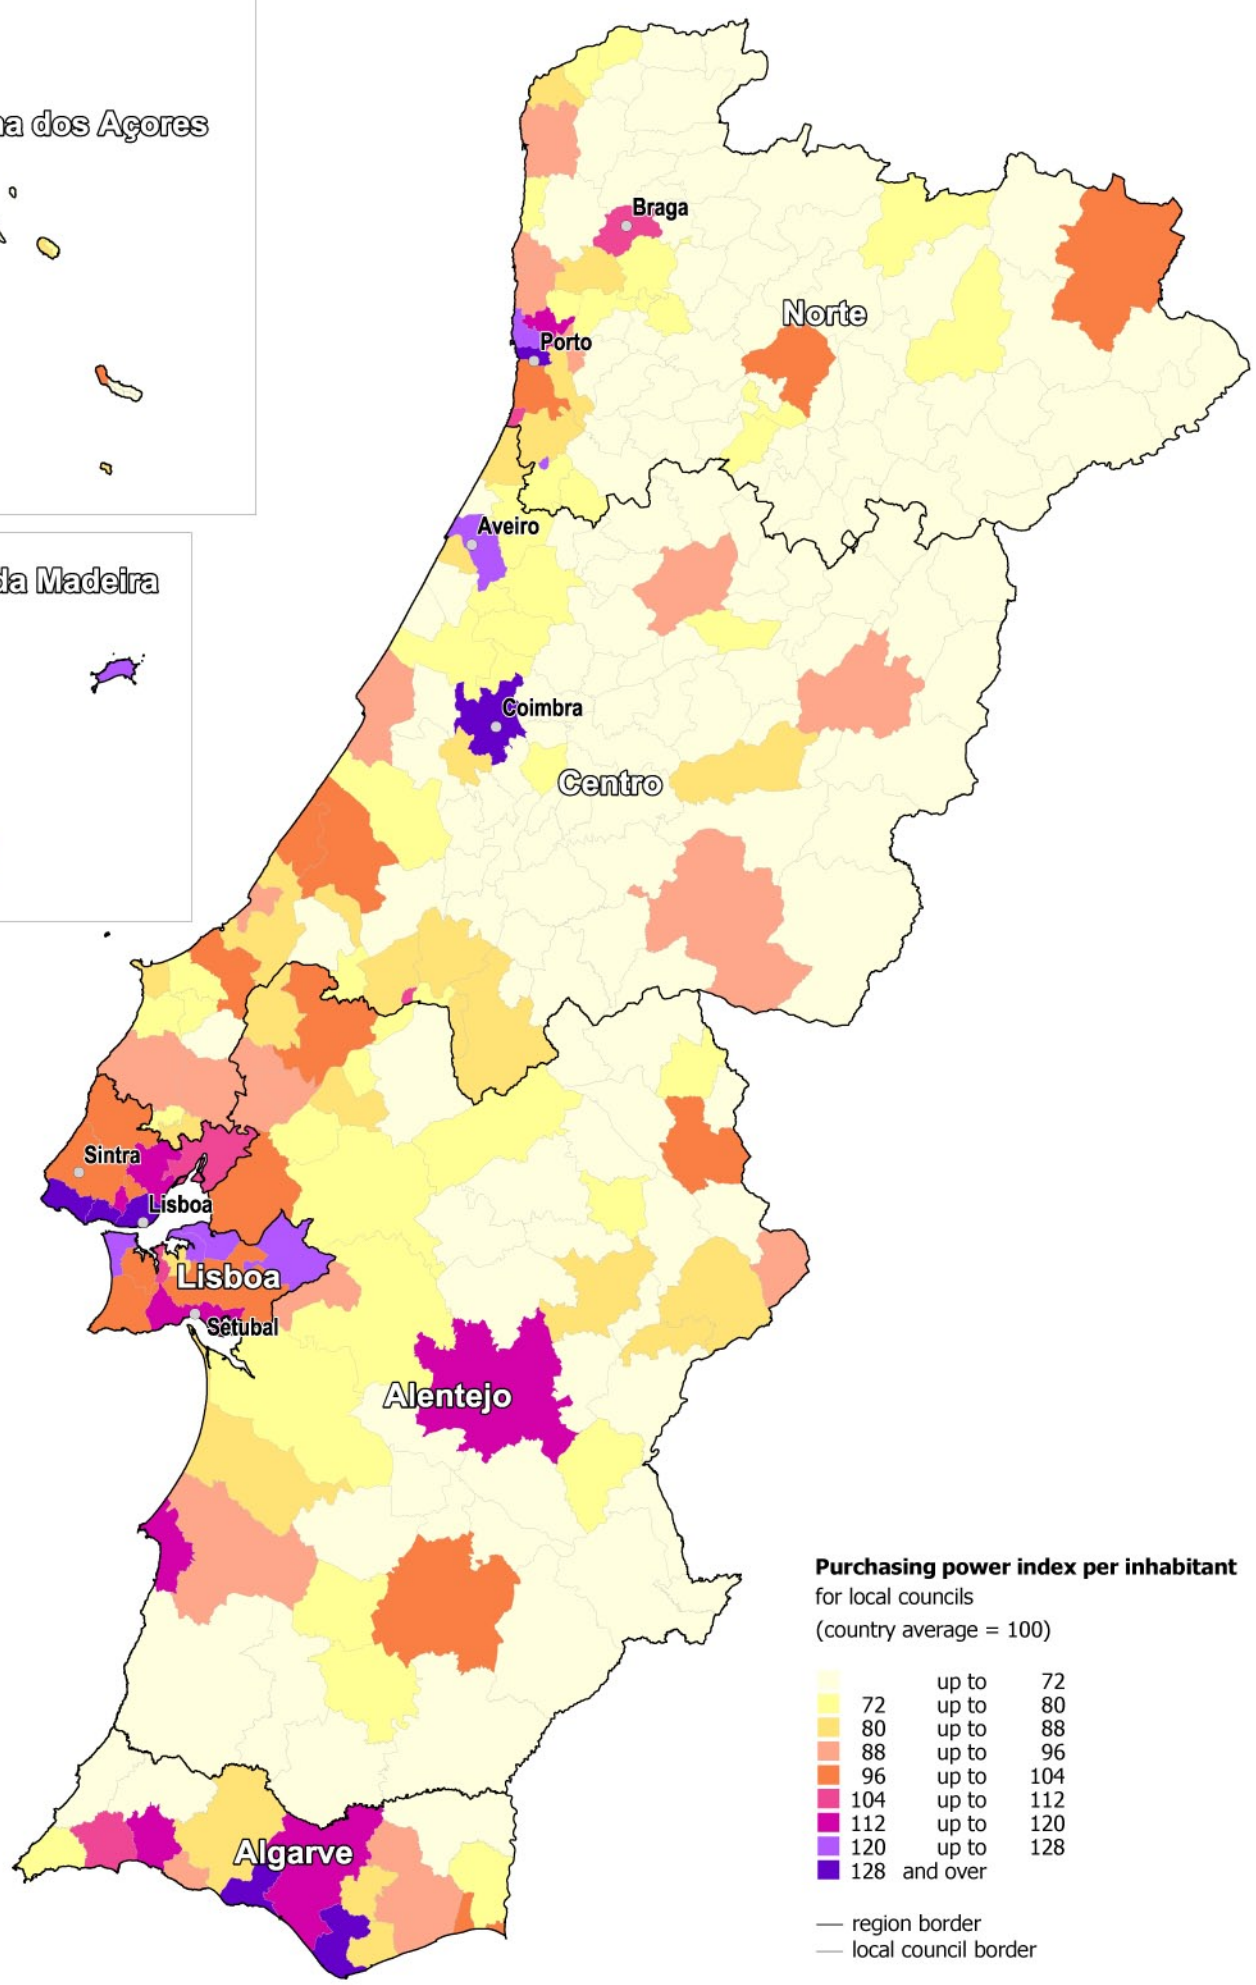 a dos Açores
da Madeira
Braga
Norte
Porto
Aveiro
Coimbra
Centro
Sintra
Lisboa
Lisboa
Setubal
Alentejo
Algarve
Purchasing power index per inhabitant
for local councils
(country average = 100)
up to 72
72 up to 80
80 up to 88
88 up to 96
96 up to 104
104 up to 112
112 up to 120
120 up to 128
128 and over
region border
local council border